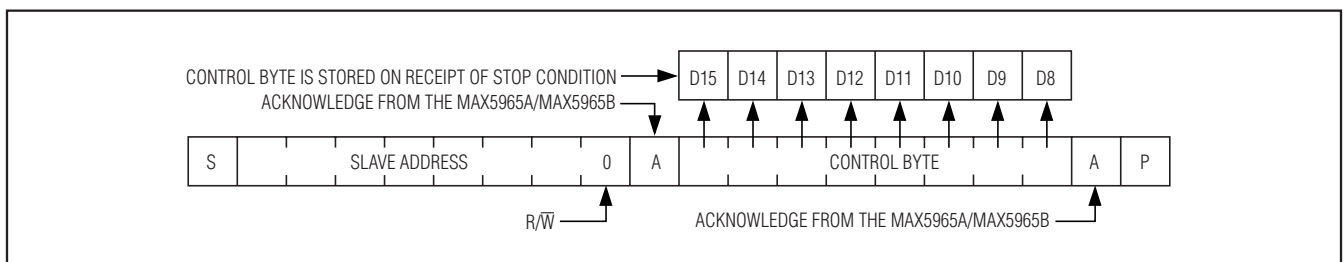 CONTROL BYTE IS STORED ON RECEIPT OF STOP CONDITION D15 D14 D13 D12 D11 D10 D9 D8
ACKNOWLEDGE FROM THE MAX5965A/MAX5965B
S SLAVE ADDRESS 0 A CONTROL BYTE A P
R/W̅ ACKNOWLEDGE FROM THE MAX5965A/MAX5965B